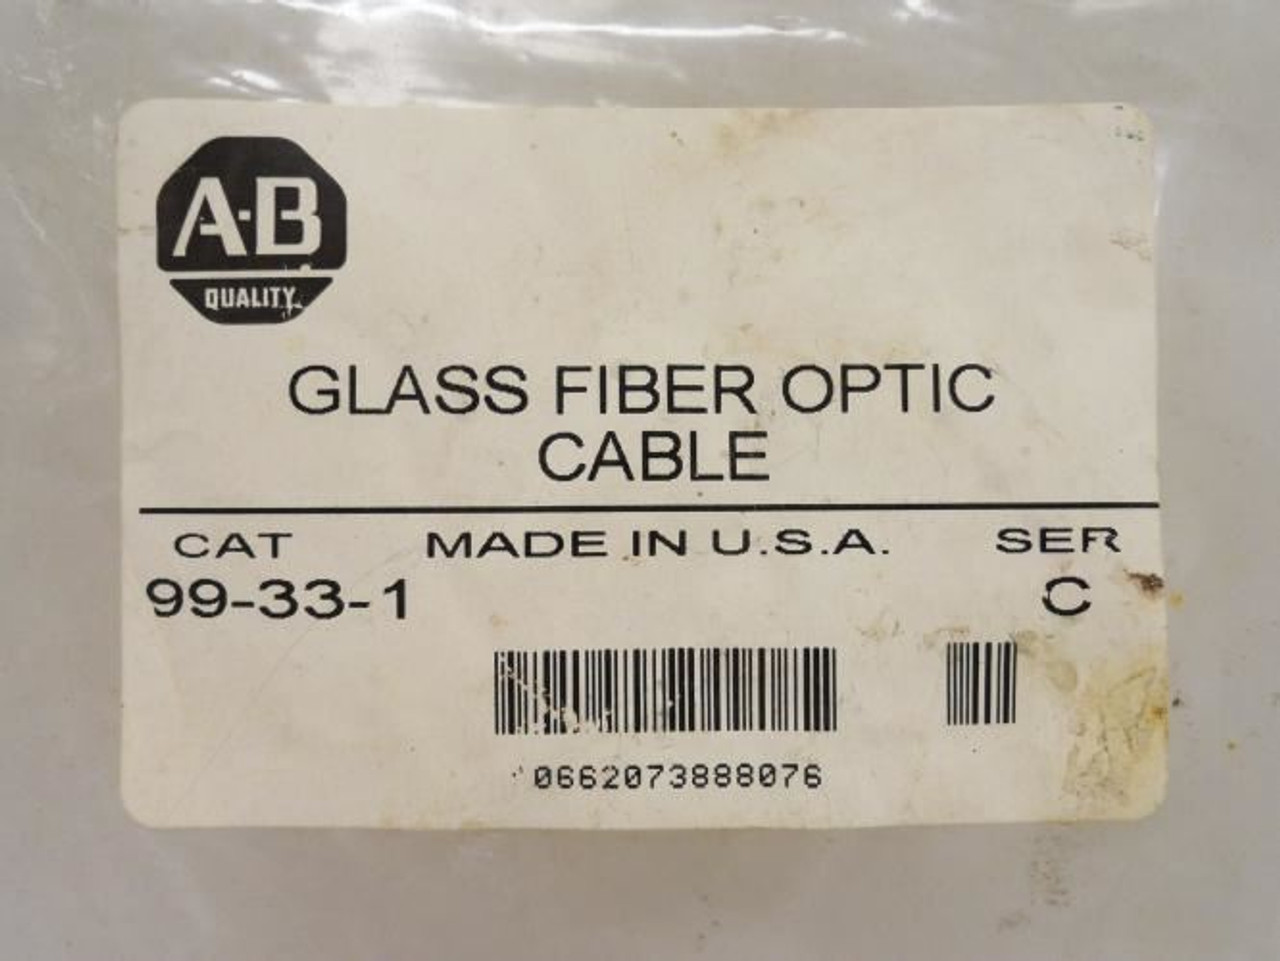 A-B
QUALITY
GLASS FIBER OPTIC
CABLE
CAT MADE IN U.S.A. SER
99-33-1 C
0662073888076